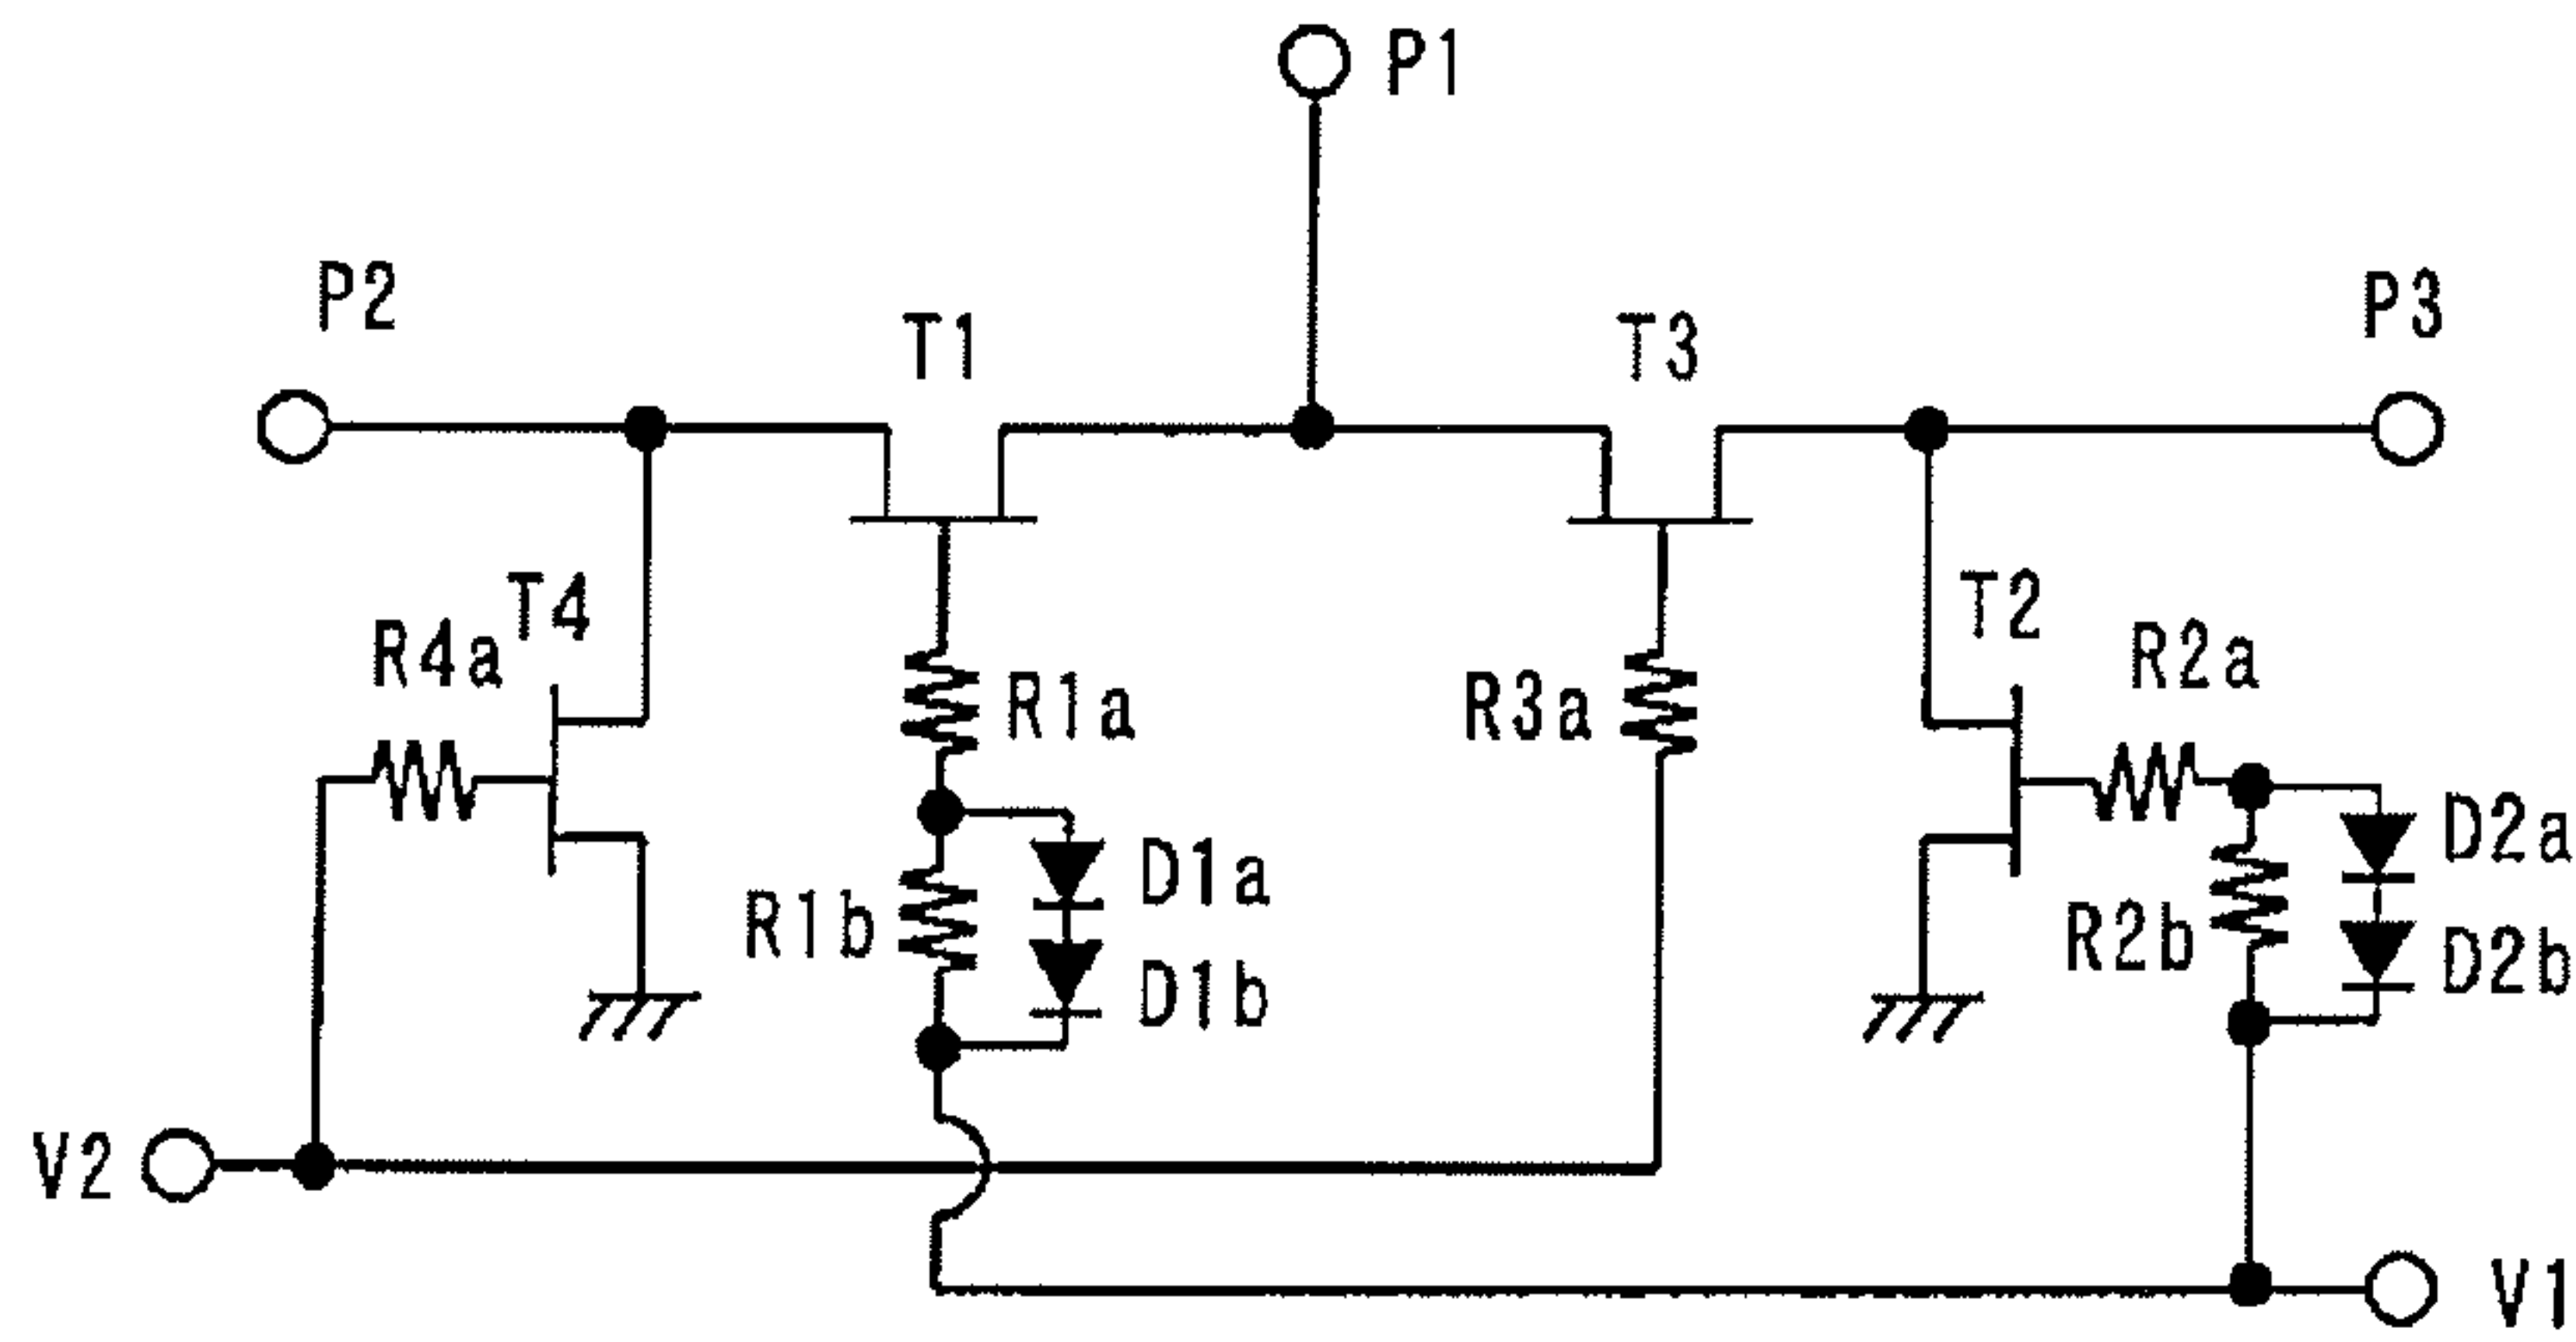 P1
P2
T1
T3
P3
T4
R4a
T2
R2a
R1a
R3a
D2a
D1a
R1b
R2b
D2b
D1b
V2
V1